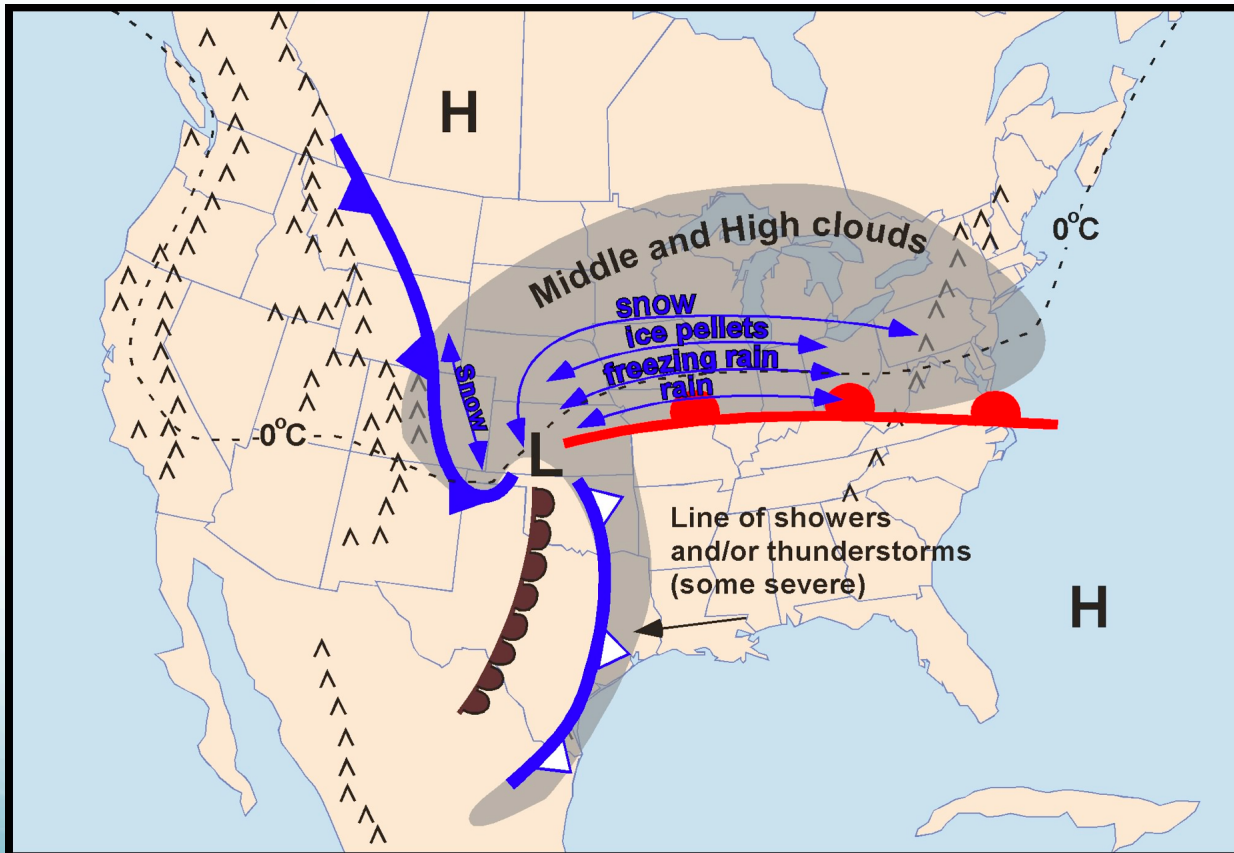 H
Middle and High clouds
0°C
snow
ice pellets
freezing rain
rain
Snow
0°C
L
Line of showers
and/or thunderstorms
(some severe)
H